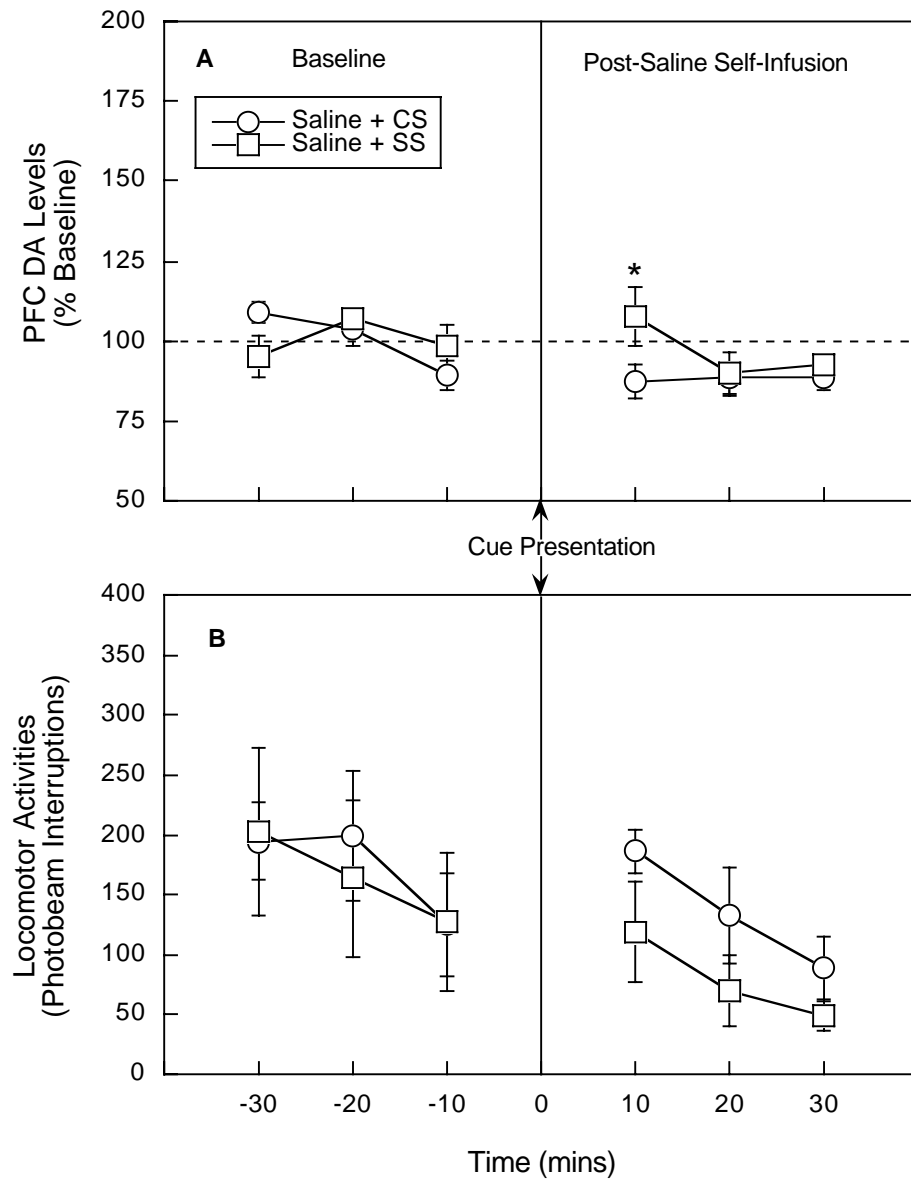 200
175
150
125
100
75
50
PFC DA Levels
(% Baseline)
A
Baseline
Post-Saline Self-Infusion
Saline + CS
Saline + SS
*
Cue Presentation
400
350
300
250
200
150
100
50
0
Locomotor Activities
(Photobeam Interruptions)
B
-30 -20 -10 0 10 20 30
Time (mins)